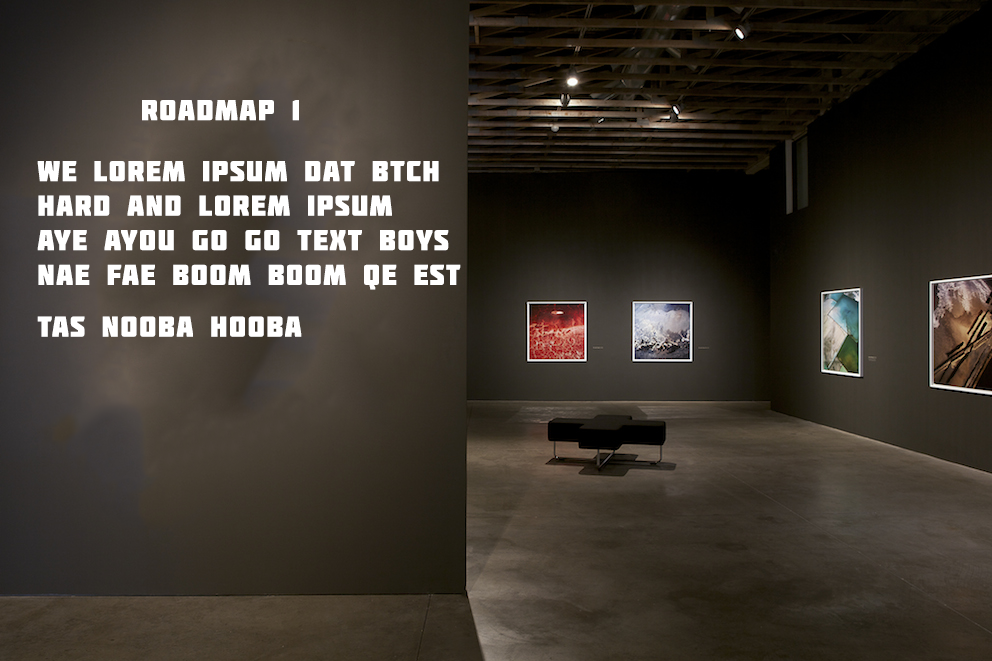 ROADMAP 1
WE LOREM IPSUM DAT BTCH
HARD AND LOREM IPSUM
AYE AYOU GO GO TEXT BOYS
NAE FAE BOOM BOOM QE EST
TAS NOOBA HOOBA